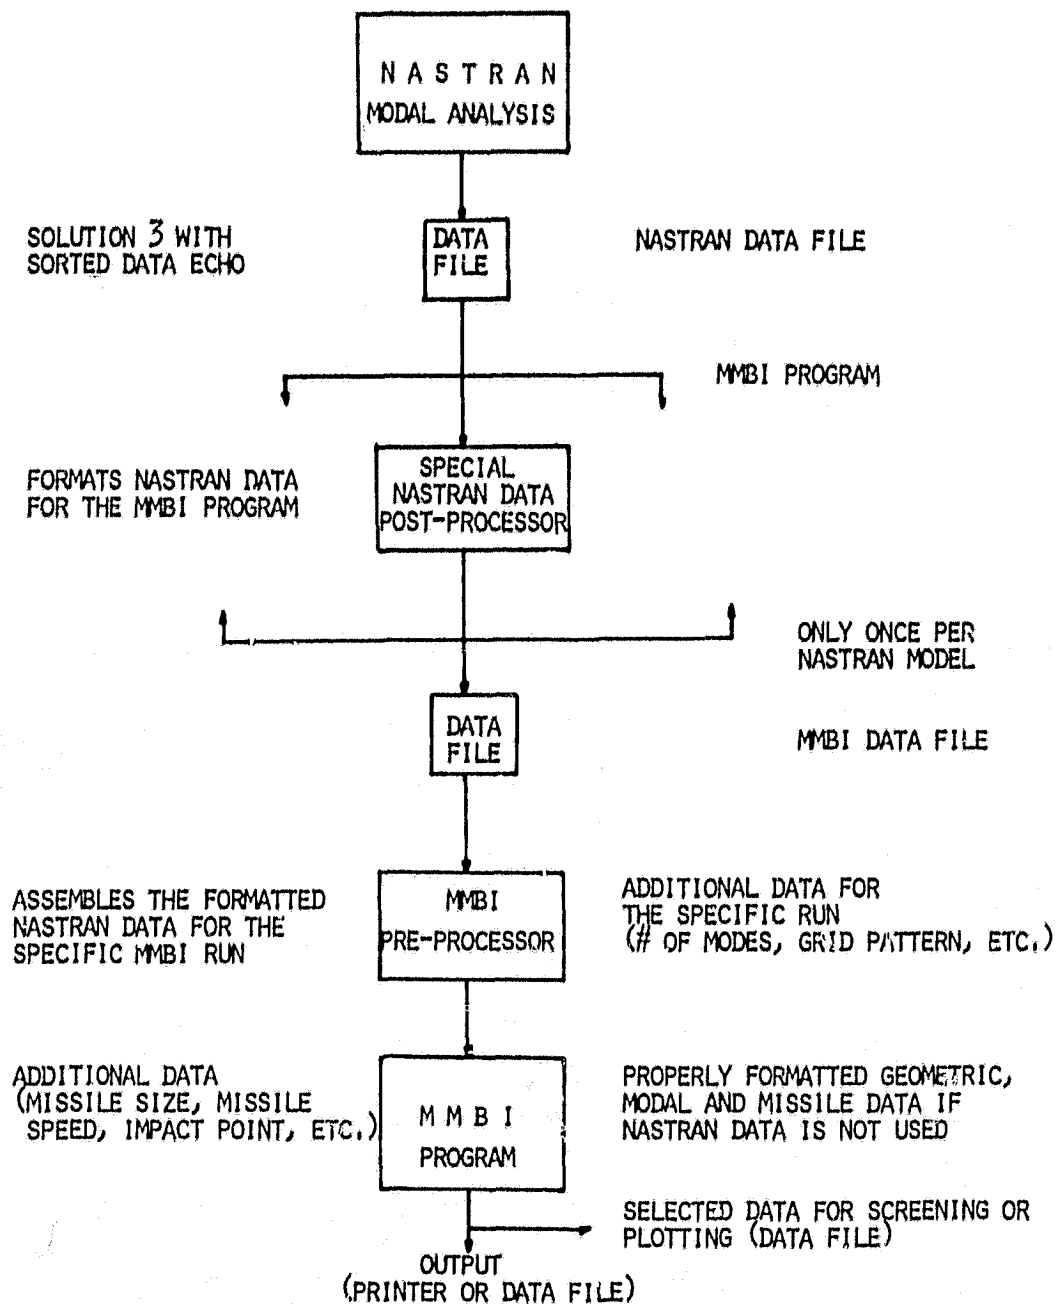 N A S T R A N
MODAL ANALYSIS
SOLUTION 3 WITH
SORTED DATA ECHO
DATA
FILE
NASTRAN DATA FILE
MMBI PROGRAM
FORMATS NASTRAN DATA
FOR THE MMBI PROGRAM
SPECIAL
NASTRAN DATA
POST-PROCESSOR
ONLY ONCE PER
NASTRAN MODEL
DATA
FILE
MMBI DATA FILE
ASSEMBLES THE FORMATTED
NASTRAN DATA FOR THE
SPECIFIC MMBI RUN
MMBI
PRE-PROCESSOR
ADDITIONAL DATA FOR
THE SPECIFIC RUN
(# OF MODES, GRID PATTERN, ETC.)
ADDITIONAL DATA
(MISSILE SIZE, MISSILE
SPEED, IMPACT POINT, ETC.)
M M B I
PROGRAM
PROPERLY FORMATTED GEOMETRIC,
MODAL AND MISSILE DATA IF
NASTRAN DATA IS NOT USED
SELECTED DATA FOR SCREENING OR
PLOTTING (DATA FILE)
OUTPUT
(PRINTER OR DATA FILE)